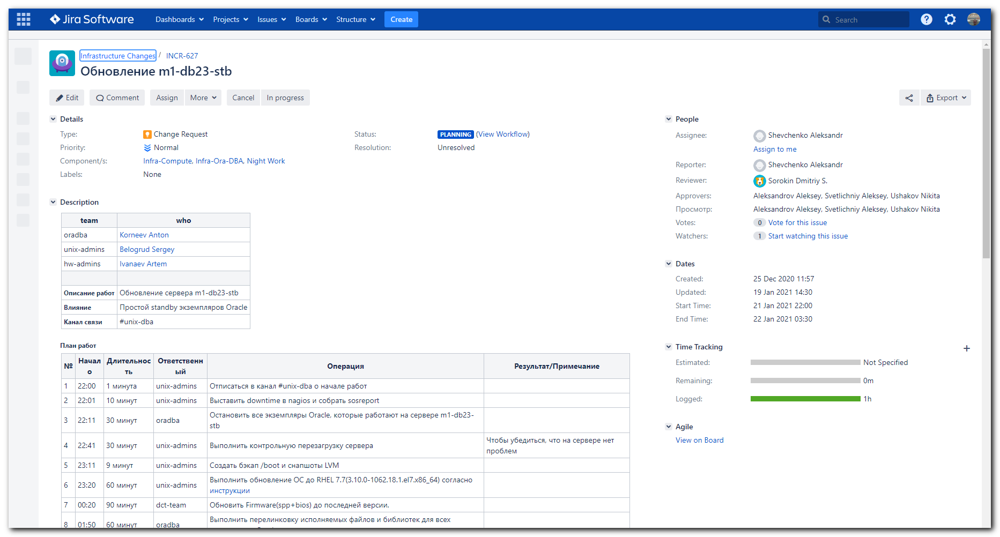 Jira Software Dashboards Projects Issues Boards Structure Create Search
Infrastructure Changes / INCR-627
Обновление m1-db23-stb
Edit Comment Assign More Cancel In progress Export
Details
Type: Change Request Status: PLANNING (View Workflow)
Priority: Normal Resolution: Unresolved
Component/s: Infra-Compute, Infra-Ora-DBA, Night Work
Labels: None
Description
team who
oradba Korneev Anton
unix-admins Belogrud Sergey
hw-admins Ivanaev Artem
Описание работ Обновление сервера m1-db23-stb
Влияние Простой standby экземпляров Oracle
Канал связи #unix-dba
План работ
№ Начал Длительнос Ответственн Операция Результат/Примечание
о ть ый
1 22:00 1 минута unix-admins Отписаться в канал #unix-dba о начале работ
2 22:01 10 минут unix-admins Выставить downtime в nagios и собрать sosreport
3 22:11 30 минут oradba Остановить все экземпляры Oracle, которые работают на сервере m1-db23-
stb
4 22:41 30 минут unix-admins Выполнить контрольную перезагрузку сервера Чтобы убедиться, что на сервере нет
проблем
5 23:11 9 минут unix-admins Создать бэкап /boot и снапшоты LVM
6 23:20 60 минут unix-admins Выполнить обновление ОС до RHEL 7.7(3.10.0-1062.18.1.el7.x86_64) согласно
инструкции
7 00:20 90 минут dct-team Обновить Firmware(spp+bios) до последней версии.
8 01:50 60 минут oradba Выполнить перелинковку исполняемых файлов и библиотек для всех
People
Assignee: Shevchenko Aleksandr
Assign to me
Reporter: Shevchenko Aleksandr
Reviewer: Sorokin Dmitriy S.
Approvers: Aleksandrov Aleksey, Svetlichniy Aleksey, Ushakov Nikita
Просмотр: Aleksandrov Aleksey, Svetlichniy Aleksey, Ushakov Nikita
Votes: 0 Vote for this issue
Watchers: 1 Start watching this issue
Dates
Created: 25 Dec 2020 11:57
Updated: 19 Jan 2021 14:30
Start Time: 21 Jan 2021 22:00
End Time: 22 Jan 2021 03:30
Time Tracking
Estimated: Not Specified
Remaining: 0m
Logged: 1h
Agile
View on Board